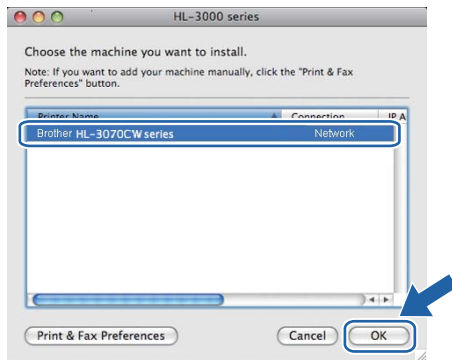 HL-3000 series
Choose the machine you want to install.
Note: If you want to add your machine manually, click the "Print & Fax
Preferences" button.
Printer Name Connection IP A
Brother HL-3070CW series Network
Print & Fax Preferences Cancel OK